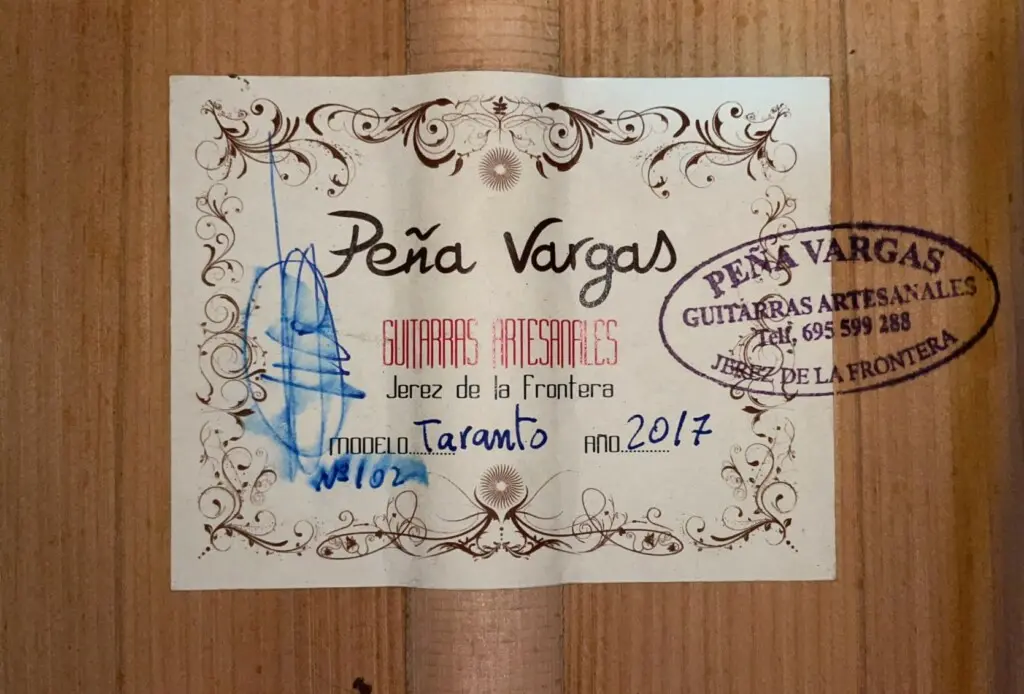 Peña Vargas
GUITARRAS ARTESANALES
Jerez de la Frontera
MODELO....Taranto AÑO....2017
Nº 102
PEÑA VARGAS
GUITARRAS ARTESANALES
Telf, 695 599 288
JEREZ DE LA FRONTERA